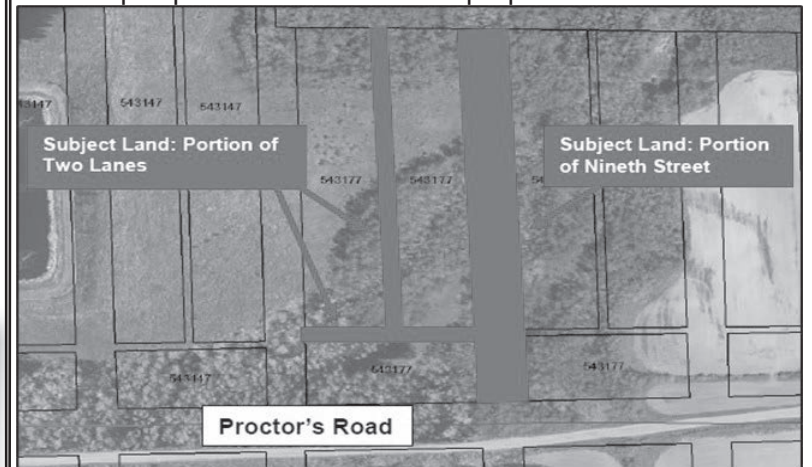 543147 543147
Subject Land: Portion of
Two Lanes
Subject Land: Portion
of Nineth Street
543177 543177
543177 543177
Proctor's Road